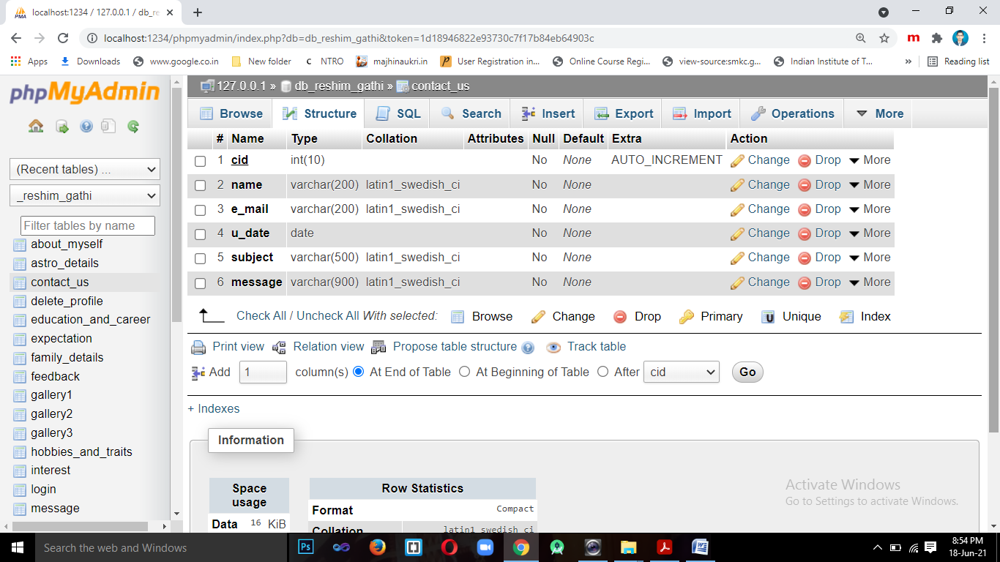 localhost:1234 / 127.0.0.1 / db_re
localhost:1234/phpmyadmin/index.php?db=db_reshim_gathi&token=1d18946822e93730c7f17b84eb64903c
Apps Downloads www.google.co.in New folder NTRO majhinaukri.in User Registration in... Online Course Regi... view-source:smkc.g... Indian Institute of T... » Reading list
phpMyAdmin
(Recent tables) ...
_reshim_gathi
Filter tables by name
about_myself
astro_details
contact_us
delete_profile
education_and_career
expectation
family_details
feedback
gallery1
gallery2
gallery3
hobbies_and_traits
interest
login
message
127.0.0.1 » db_reshim_gathi » contact_us
Browse Structure SQL Search Insert Export Import Operations More
# Name Type Collation Attributes Null Default Extra Action
1 cid int(10) No None AUTO_INCREMENT Change Drop More
2 name varchar(200) latin1_swedish_ci No None Change Drop More
3 e_mail varchar(200) latin1_swedish_ci No None Change Drop More
4 u_date date No None Change Drop More
5 subject varchar(500) latin1_swedish_ci No None Change Drop More
6 message varchar(900) latin1_swedish_ci No None Change Drop More
Check All / Uncheck All With selected: Browse Change Drop Primary Unique Index
Print view Relation view Propose table structure Track table
Add 1 column(s) At End of Table At Beginning of Table After cid Go
+ Indexes
Information
Space usage
Data 16 KiB
Row Statistics
Format Compact
Collation latin1_swedish_ci
Activate Windows
Go to Settings to activate Windows.
Search the web and Windows
8:54 PM
18-Jun-21